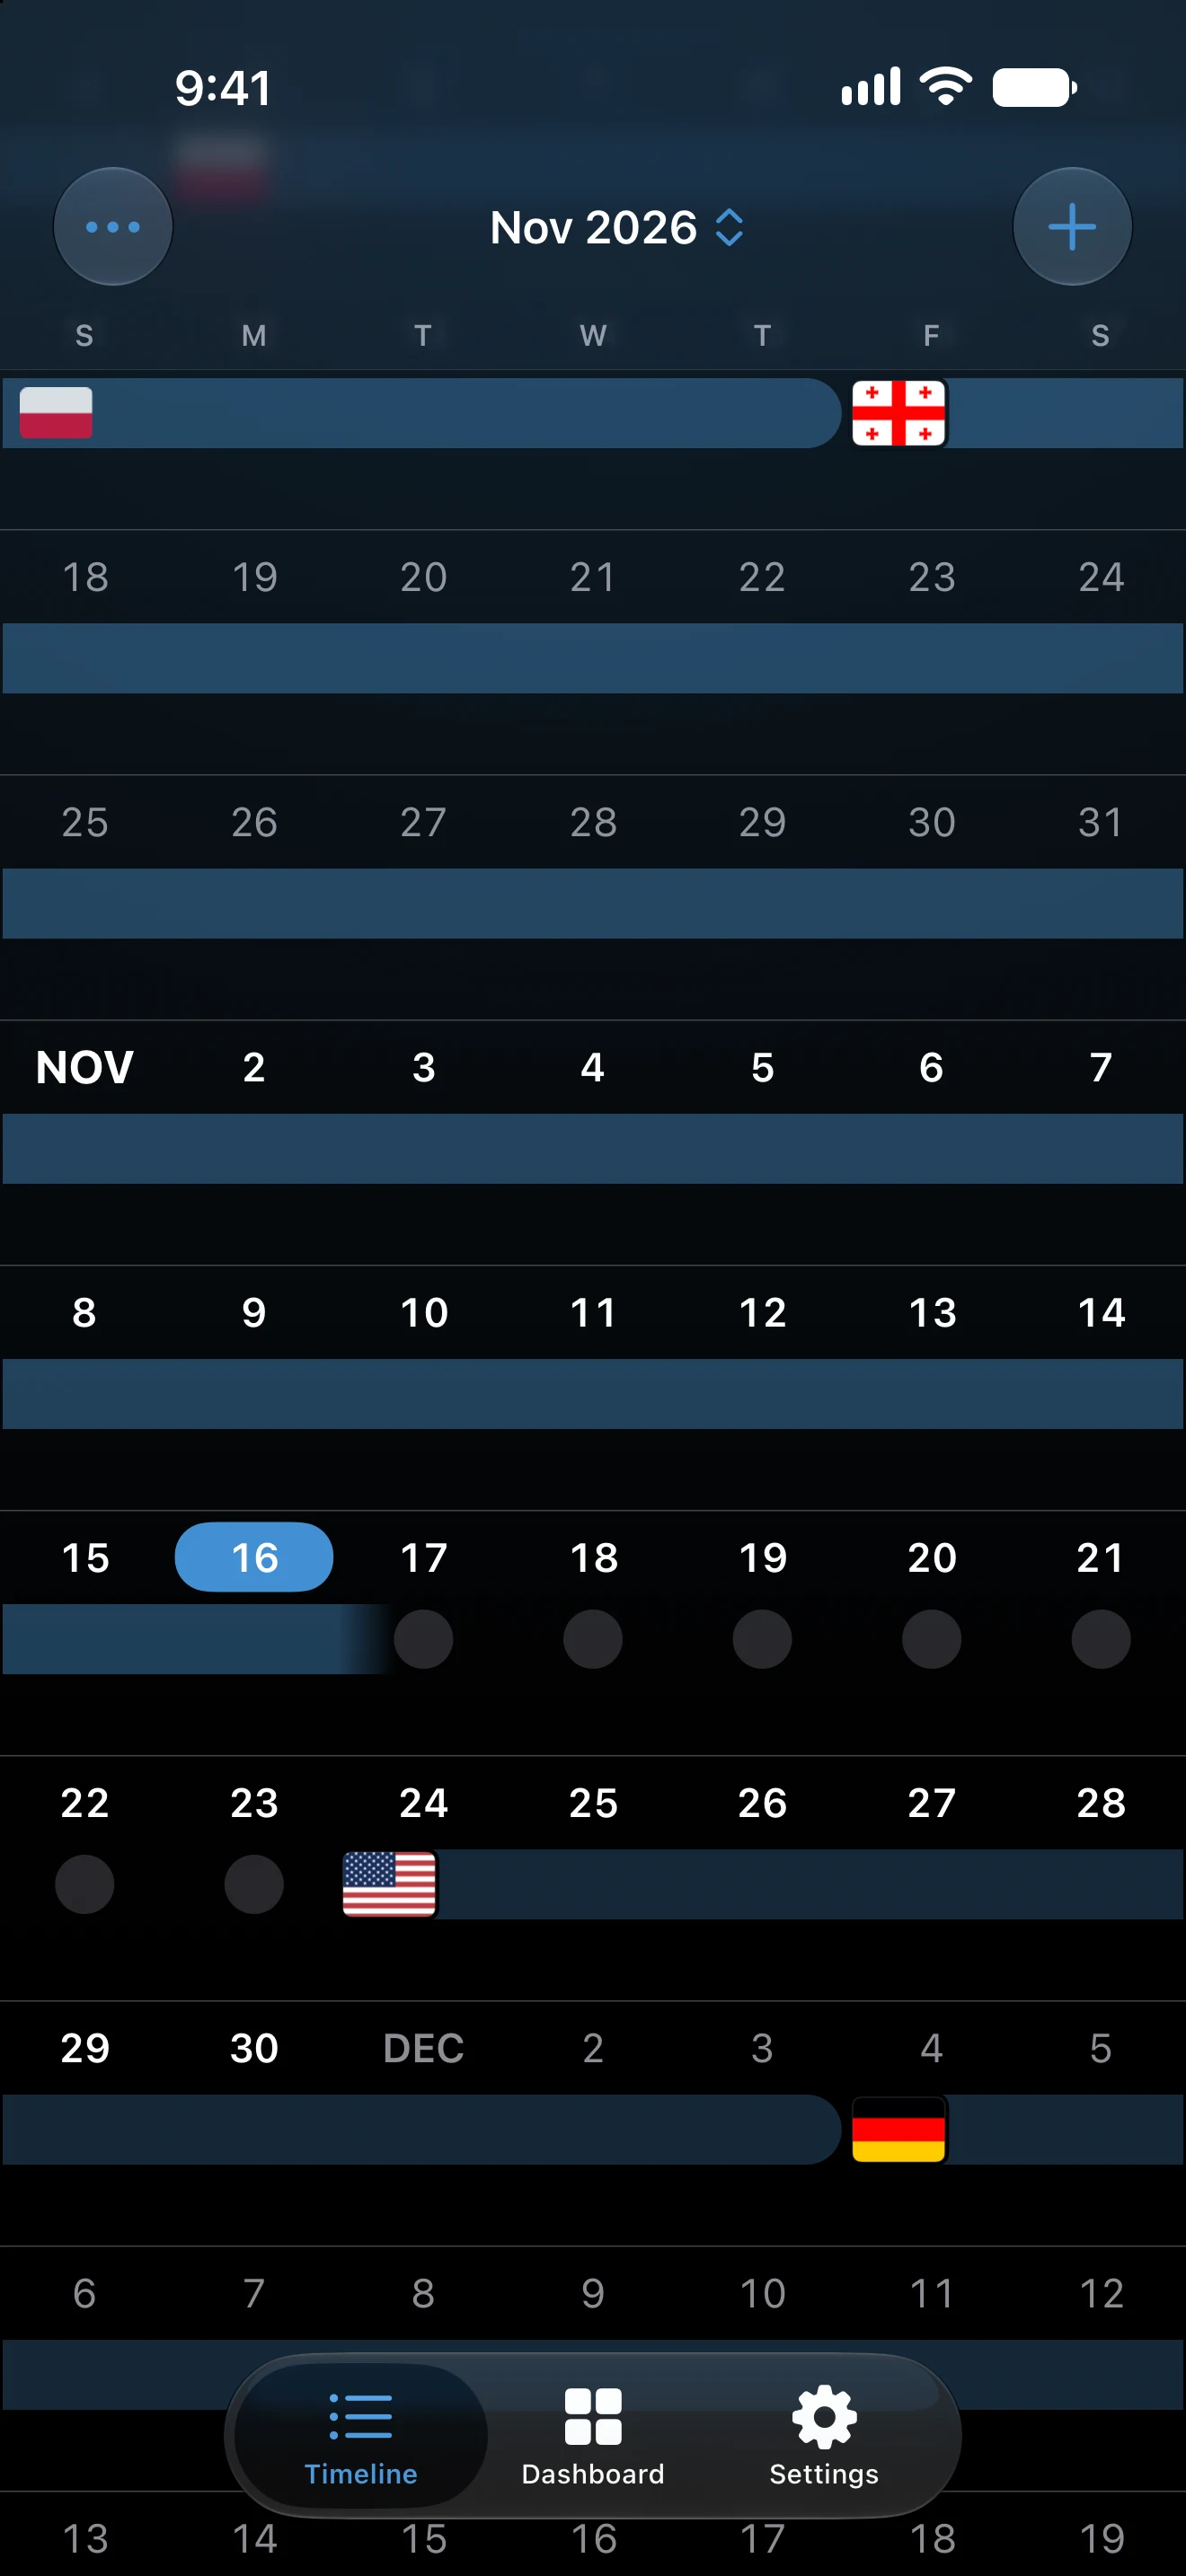 9:41
Nov 2026
S M T W T F S
18 19 20 21 22 23 24
25 26 27 28 29 30 31
NOV 2 3 4 5 6 7
8 9 10 11 12 13 14
15 16 17 18 19 20 21
22 23 24 25 26 27 28
29 30 DEC 2 3 4 5
6 7 8 9 10 11 12
Timeline Dashboard Settings
13 14 15 16 17 18 19